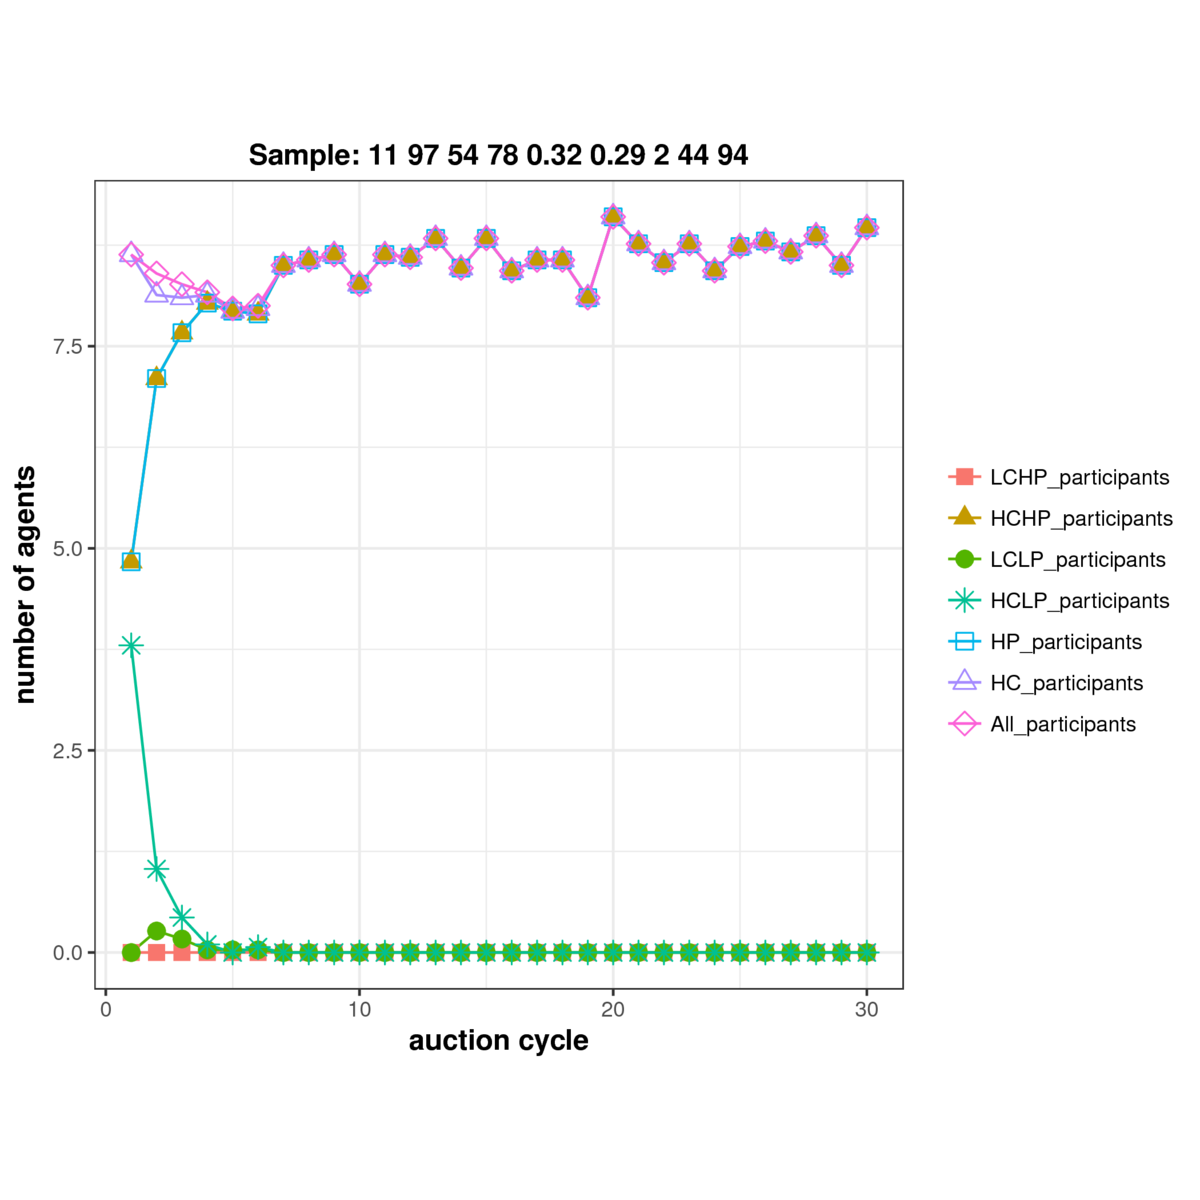 Sample: 11 97 54 78 0.32 0.29 2 44 94
number of agents
7.5
5.0
2.5
0.0
0 10 20 30
auction cycle
LCHP_participants
HCHP_participants
LCLP_participants
HCLP_participants
HP_participants
HC_participants
All_participants